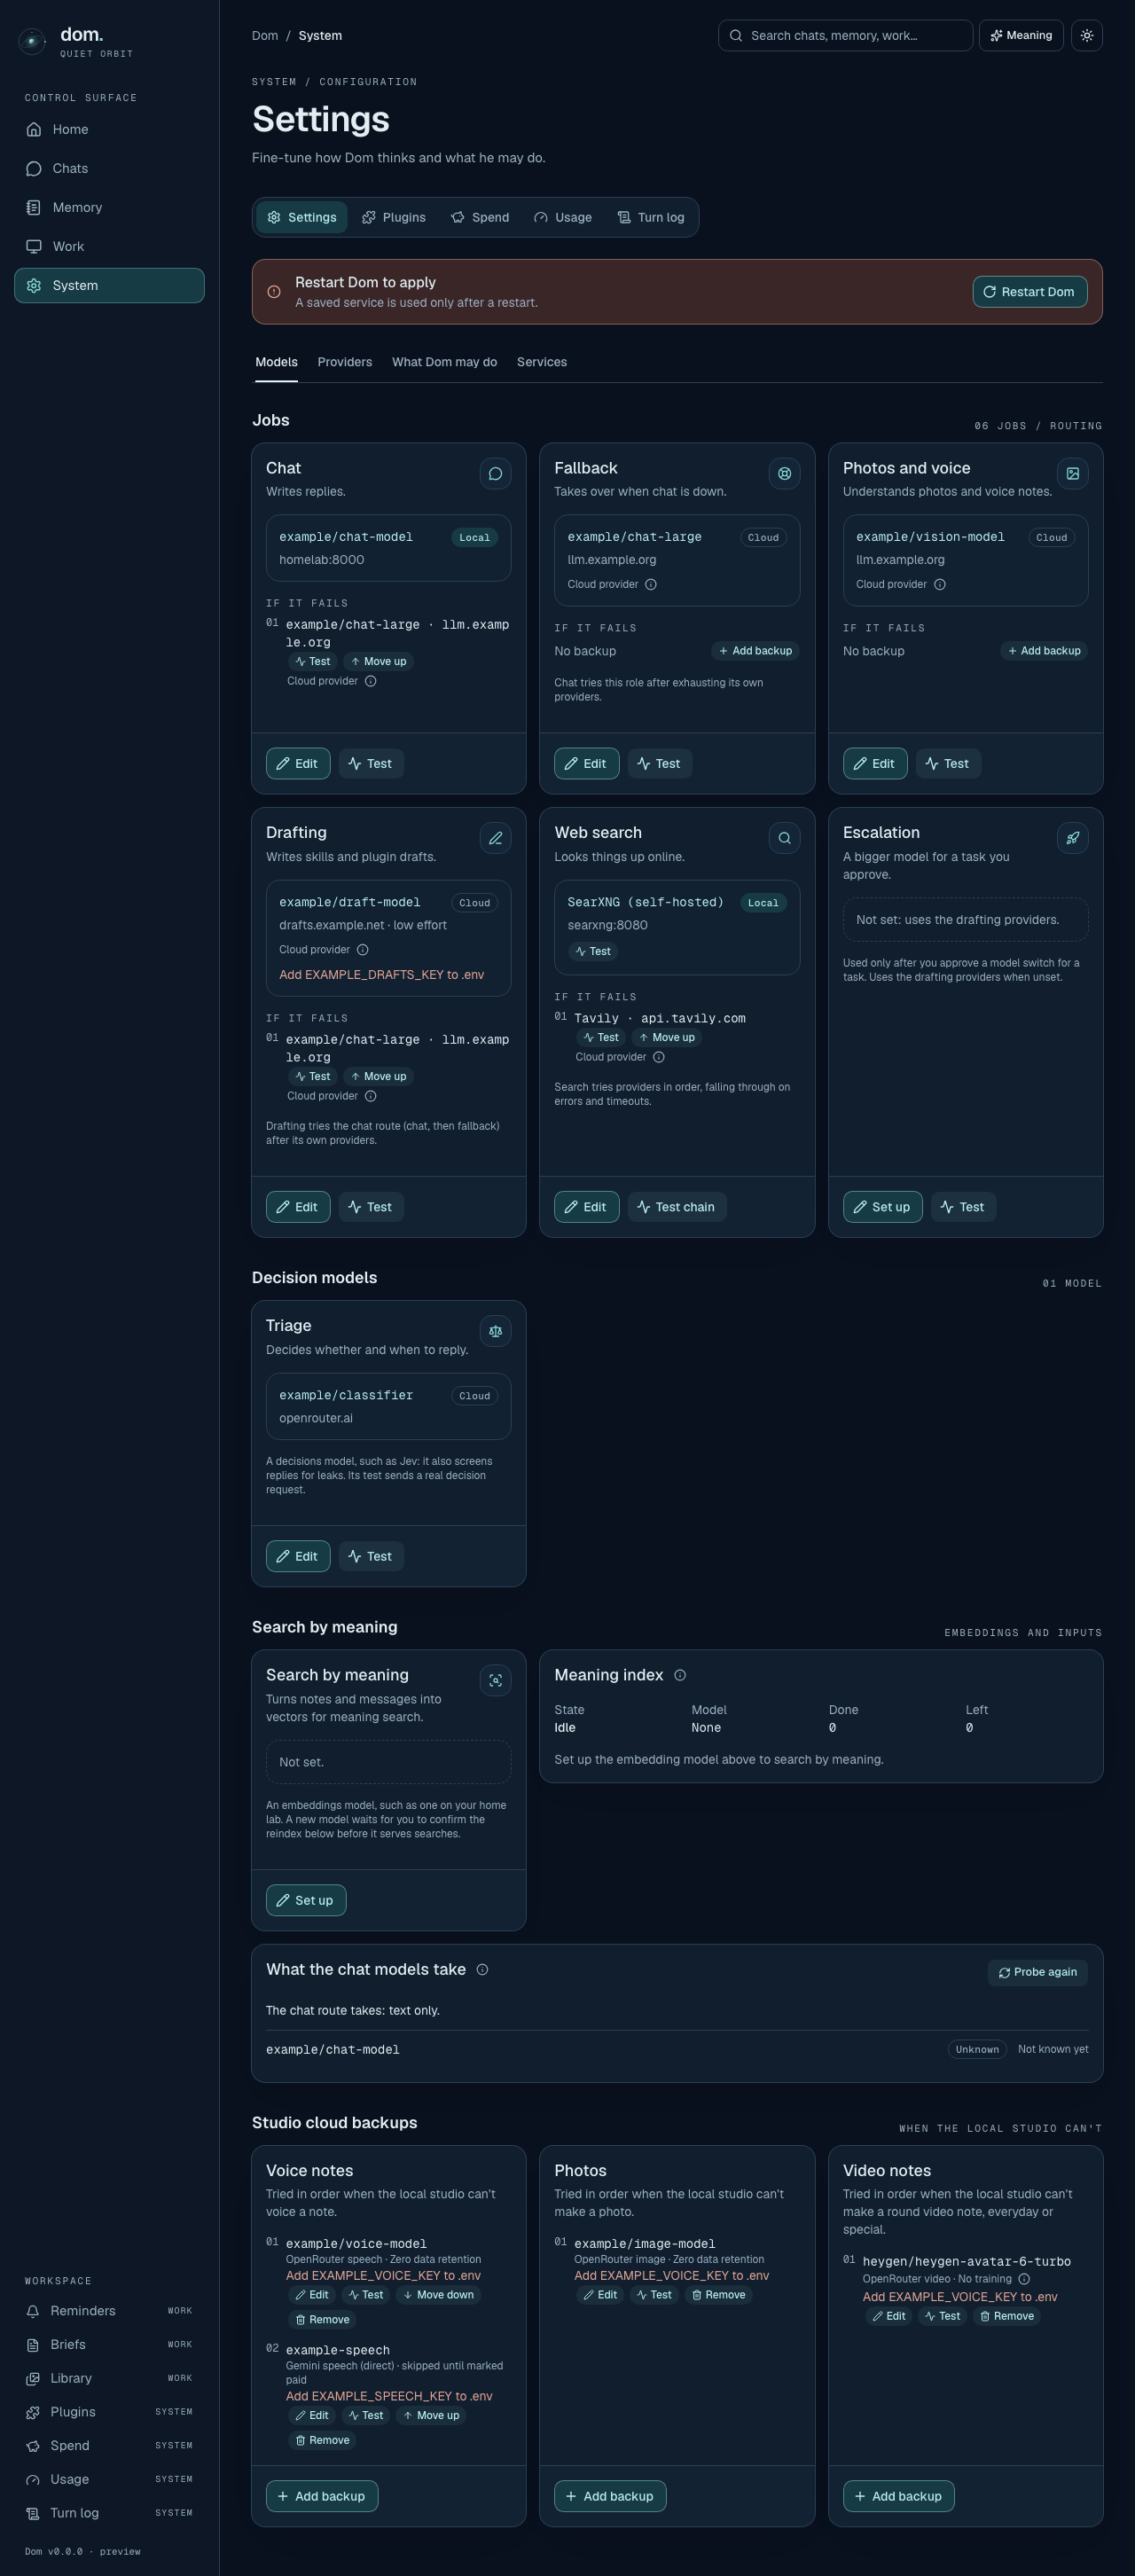 dom.
QUIET ORBIT
CONTROL SURFACE
Home
Chats
Memory
Work
System
Dom / System
Search chats, memory, work…
Meaning
SYSTEM / CONFIGURATION
Settings
Fine-tune how Dom thinks and what he may do.
Settings
Plugins
Spend
Usage
Turn log
Restart Dom to apply
A saved service is used only after a restart.
Restart Dom
Models
Providers
What Dom may do
Services
Jobs
06 JOBS / ROUTING
Chat
Writes replies.
example/chat-model
Local
homelab:8000
IF IT FAILS
01 example/chat-large · llm.examp
le.org
Test
Move up
Cloud provider
Edit
Test
Fallback
Takes over when chat is down.
example/chat-large
Cloud
llm.example.org
Cloud provider
IF IT FAILS
No backup
Add backup
Chat tries this role after exhausting its own
providers.
Edit
Test
Photos and voice
Understands photos and voice notes.
example/vision-model
Cloud
llm.example.org
Cloud provider
IF IT FAILS
No backup
Add backup
Edit
Test
Drafting
Writes skills and plugin drafts.
example/draft-model
Cloud
drafts.example.net · low effort
Cloud provider
Add EXAMPLE_DRAFTS_KEY to .env
IF IT FAILS
01 example/chat-large · llm.examp
le.org
Test
Move up
Cloud provider
Drafting tries the chat route (chat, then fallback)
after its own providers.
Edit
Test
Web search
Looks things up online.
SearXNG (self-hosted)
Local
searxng:8080
Test
IF IT FAILS
01 Tavily · api.tavily.com
Test
Move up
Cloud provider
Search tries providers in order, falling through on
errors and timeouts.
Edit
Test chain
Escalation
A bigger model for a task you
approve.
Not set: uses the drafting providers.
Used only after you approve a model switch for a
task. Uses the drafting providers when unset.
Set up
Test
Decision models
01 MODEL
Triage
Decides whether and when to reply.
example/classifier
Cloud
openrouter.ai
A decisions model, such as Jev: it also screens
replies for leaks. Its test sends a real decision
request.
Edit
Test
Search by meaning
EMBEDDINGS AND INPUTS
Search by meaning
Turns notes and messages into
vectors for meaning search.
Not set.
An embeddings model, such as one on your home
lab. A new model waits for you to confirm the
reindex below before it serves searches.
Set up
Meaning index
State
Model
Done
Left
Idle
None
0
0
Set up the embedding model above to search by meaning.
What the chat models take
Probe again
The chat route takes: text only.
example/chat-model
Unknown
Not known yet
Studio cloud backups
WHEN THE LOCAL STUDIO CAN'T
Voice notes
Tried in order when the local studio can't
voice a note.
01 example/voice-model
OpenRouter speech · Zero data retention
Add EXAMPLE_VOICE_KEY to .env
Edit
Test
Move down
Remove
02 example-speech
Gemini speech (direct) · skipped until marked
paid
Add EXAMPLE_SPEECH_KEY to .env
Edit
Test
Move up
Remove
Add backup
Photos
Tried in order when the local studio can't
make a photo.
01 example/image-model
OpenRouter image · Zero data retention
Add EXAMPLE_VOICE_KEY to .env
Edit
Test
Remove
Add backup
Video notes
Tried in order when the local studio can't
make a round video note, everyday or
special.
01 heygen/heygen-avatar-6-turbo
OpenRouter video · No training
Add EXAMPLE_VOICE_KEY to .env
Edit
Test
Remove
Add backup
WORKSPACE
Reminders WORK
Briefs WORK
Library WORK
Plugins SYSTEM
Spend SYSTEM
Usage SYSTEM
Turn log SYSTEM
Dom v0.0.0 · preview